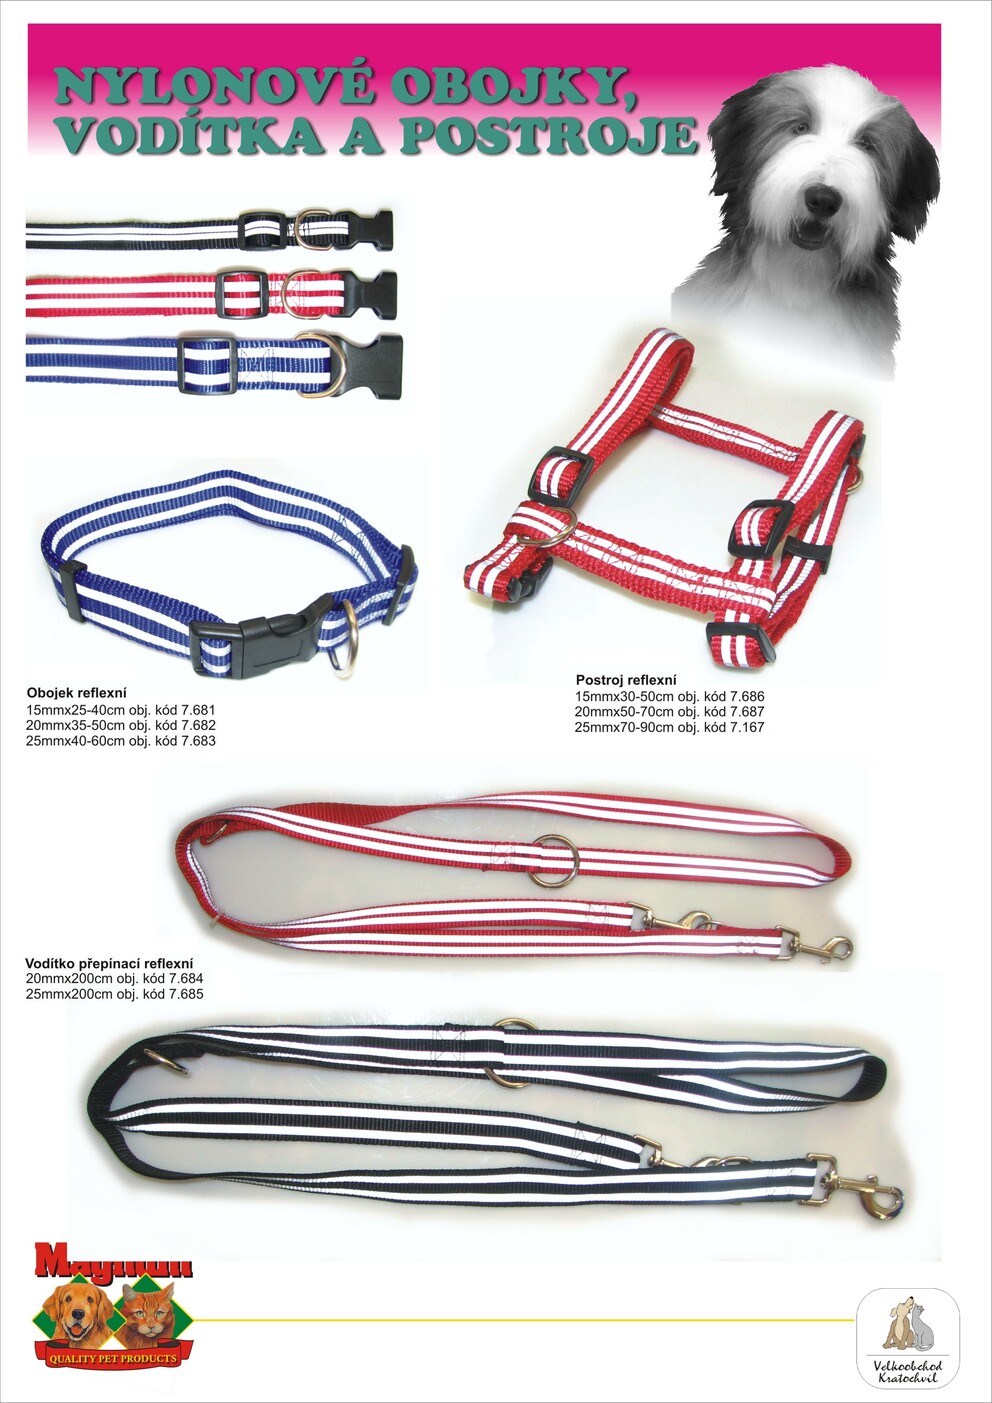 NYLONOVÉ OBOJKY,
VODÍTKA A POSTROJE
Obojek reflexní
15mmx25-40cm obj. kód 7.681
20mmx35-50cm obj. kód 7.682
25mmx40-60cm obj. kód 7.683
Postroj reflexní
15mmx30-50cm obj. kód 7.686
20mmx50-70cm obj. kód 7.687
25mmx70-90cm obj. kód 7.167
Vodítko přepínací reflexní
20mmx200cm obj. kód 7.684
25mmx200cm obj. kód 7.685
Magnum
QUALITY PET PRODUCTS
Velkoobchod
Kratochvíl